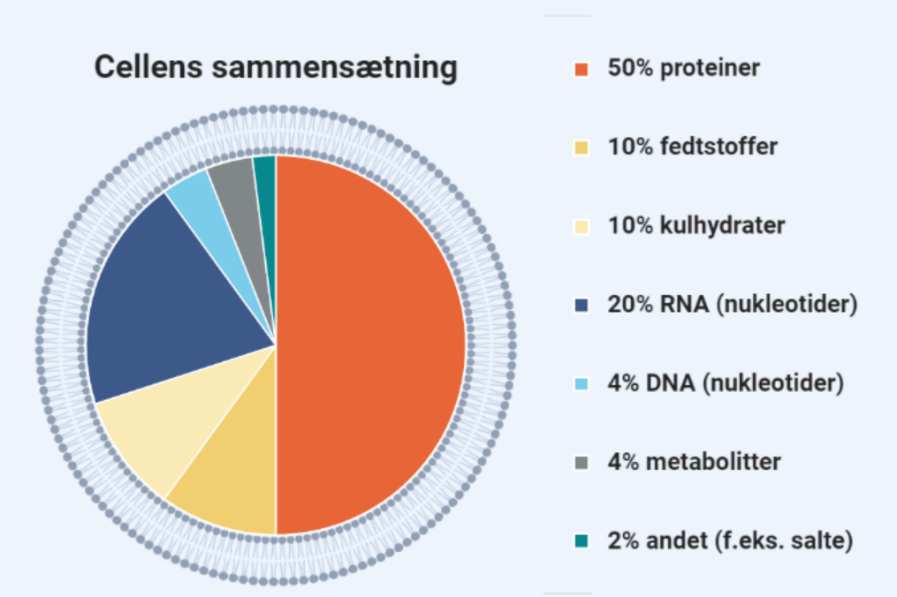 Cellens sammensætning
50% proteiner
10% fedtstoffer
10% kulhydrater
20% RNA (nukleotider)
4% DNA (nukleotider)
4% metabolitter
2% andet (f.eks. salte)